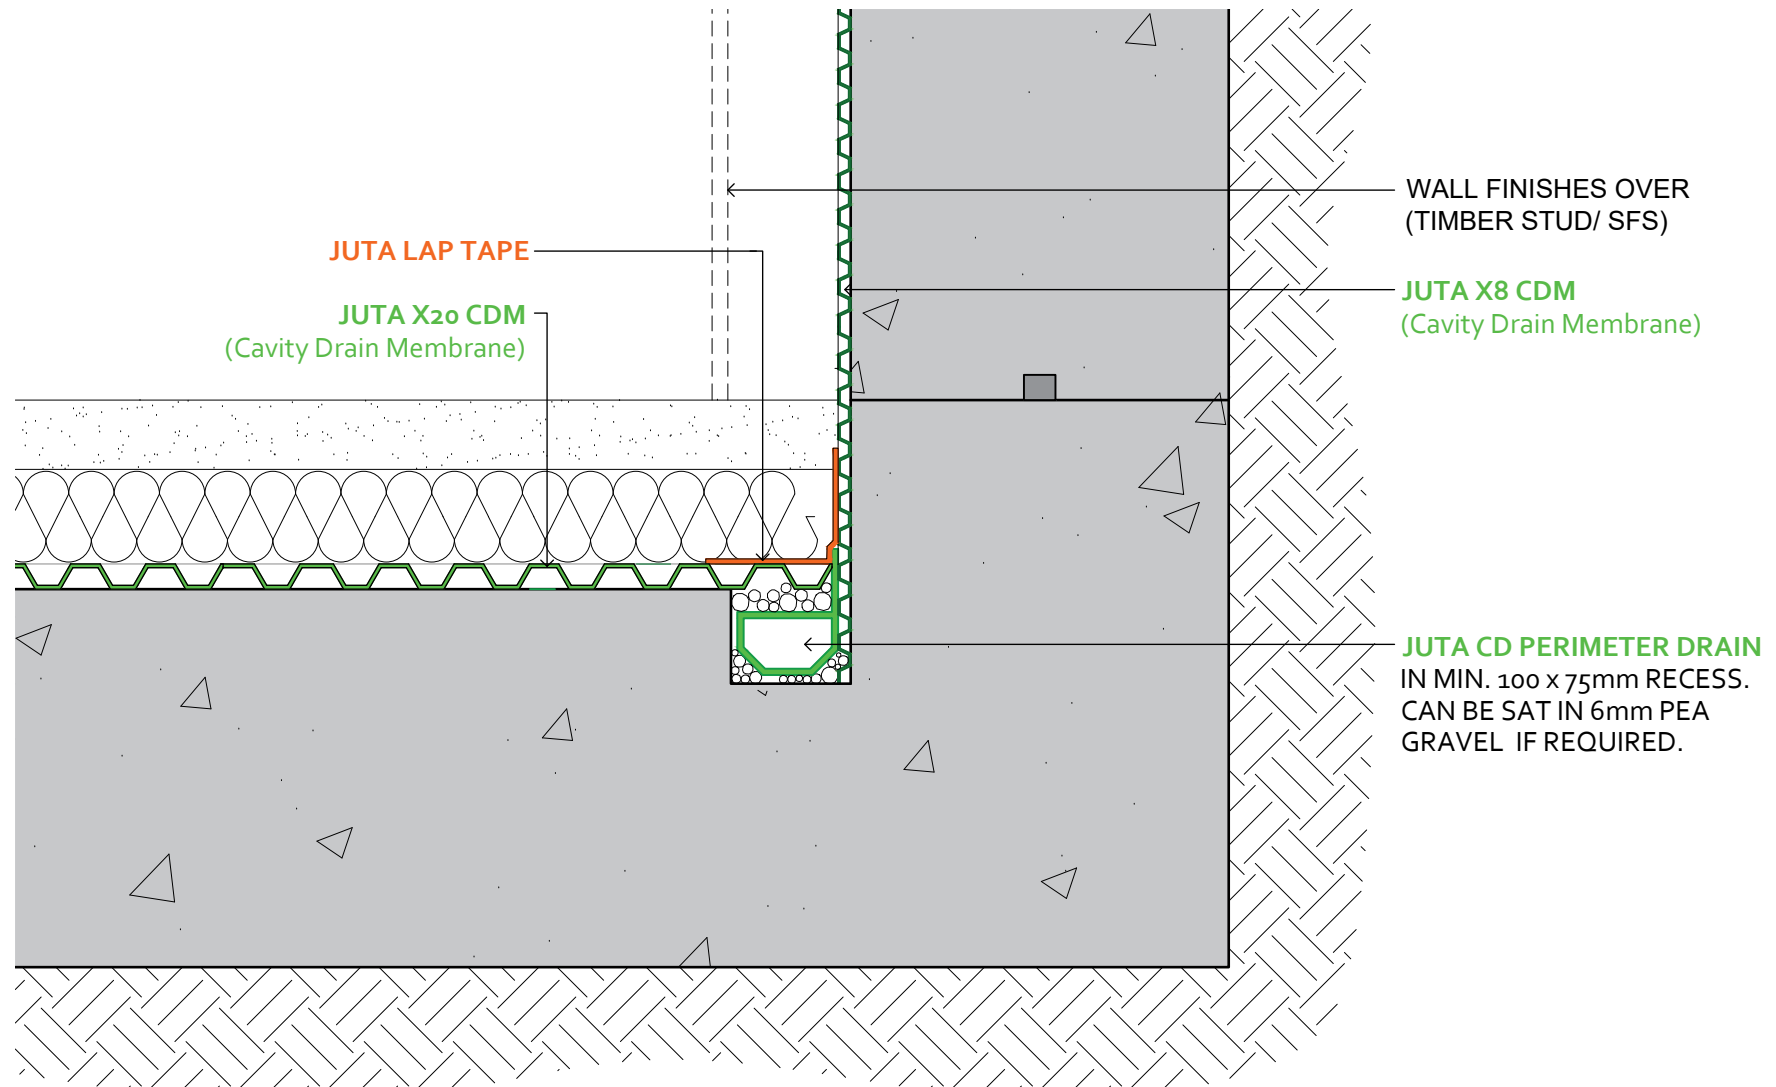 WALL FINISHES OVER
(TIMBER STUD/ SFS)
JUTA LAP TAPE
JUTA X8 CDM
(Cavity Drain Membrane)
JUTA X20 CDM
(Cavity Drain Membrane)
JUTA CD PERIMETER DRAIN
IN MIN. 100 x 75mm RECESS.
CAN BE SAT IN 6mm PEA
GRAVEL IF REQUIRED.